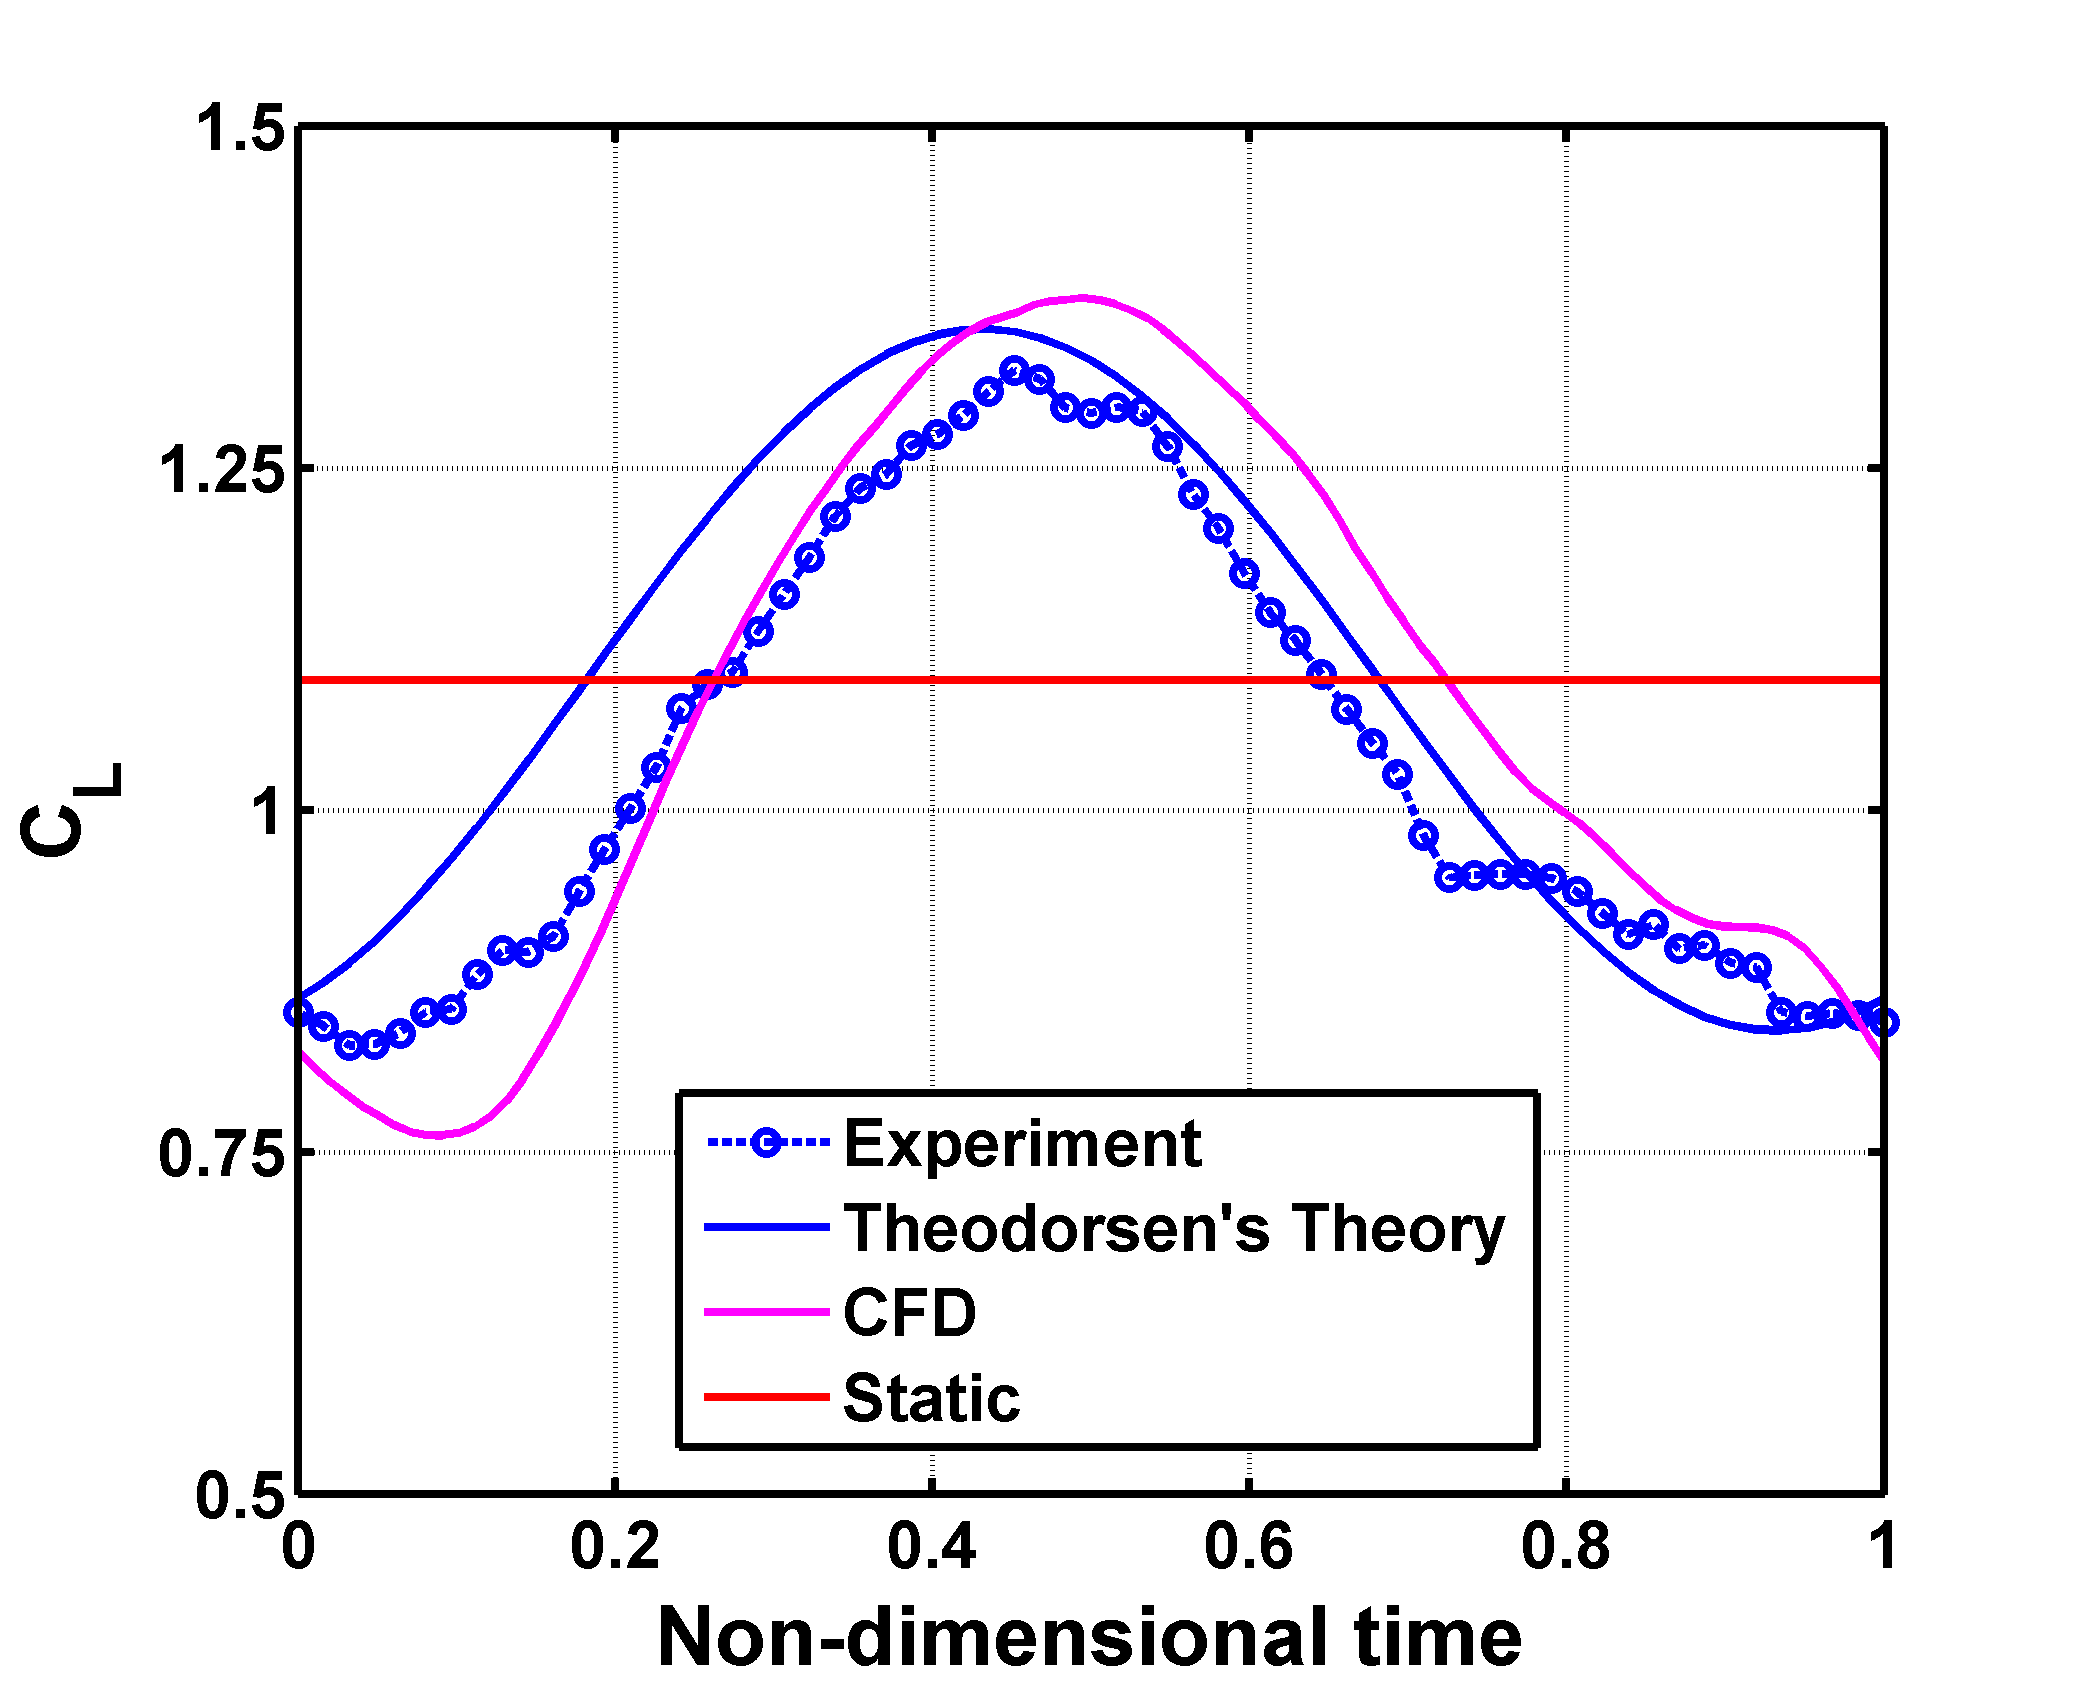 1.5
1.25
1
0.75
0.5
C_L
0 0.2 0.4 0.6 0.8 1
Non-dimensional time
Experiment
Theodorsen's Theory
CFD
Static